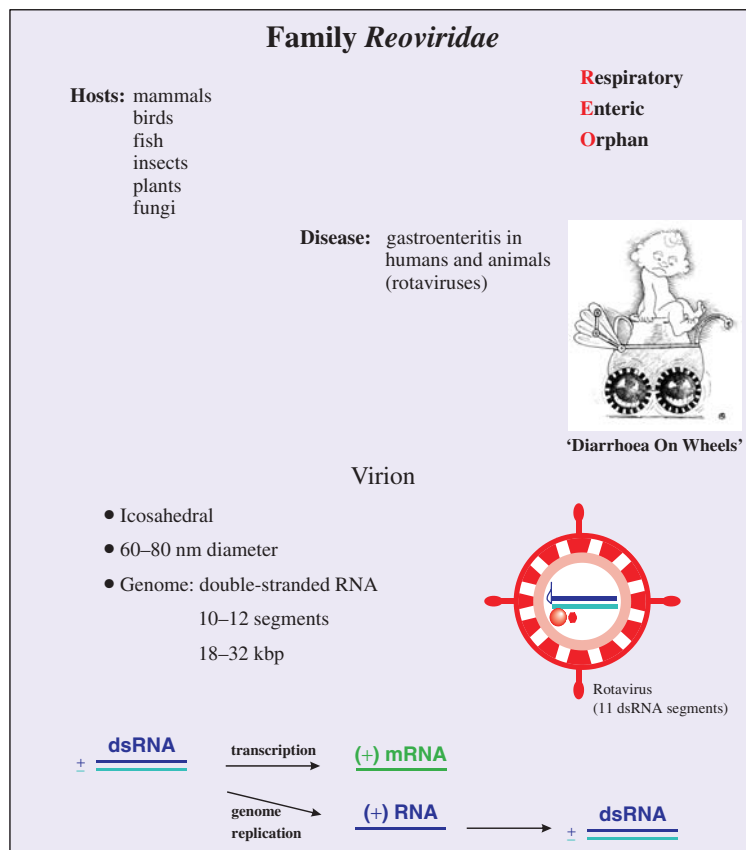 Family Reoviridae
Respiratory
Enteric
Orphan
Hosts: mammals
birds
fish
insects
plants
fungi
Disease: gastroenteritis in
humans and animals
(rotaviruses)
‘Diarrhoea On Wheels’
Virion
• Icosahedral
• 60–80 nm diameter
• Genome: double-stranded RNA
10–12 segments
18–32 kbp
Rotavirus
(11 dsRNA segments)
± dsRNA
transcription
(+) mRNA
genome
replication
(+) RNA
± dsRNA